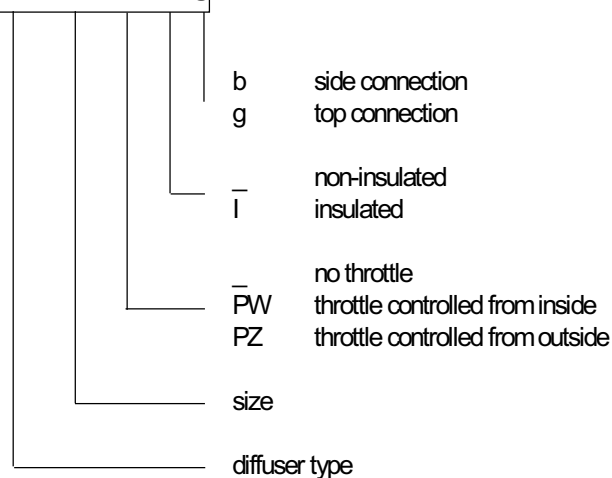 b side connection
g top connection
_ non-insulated
I insulated
_ no throttle
PW throttle controlled from inside
PZ throttle controlled from outside
size
diffuser type